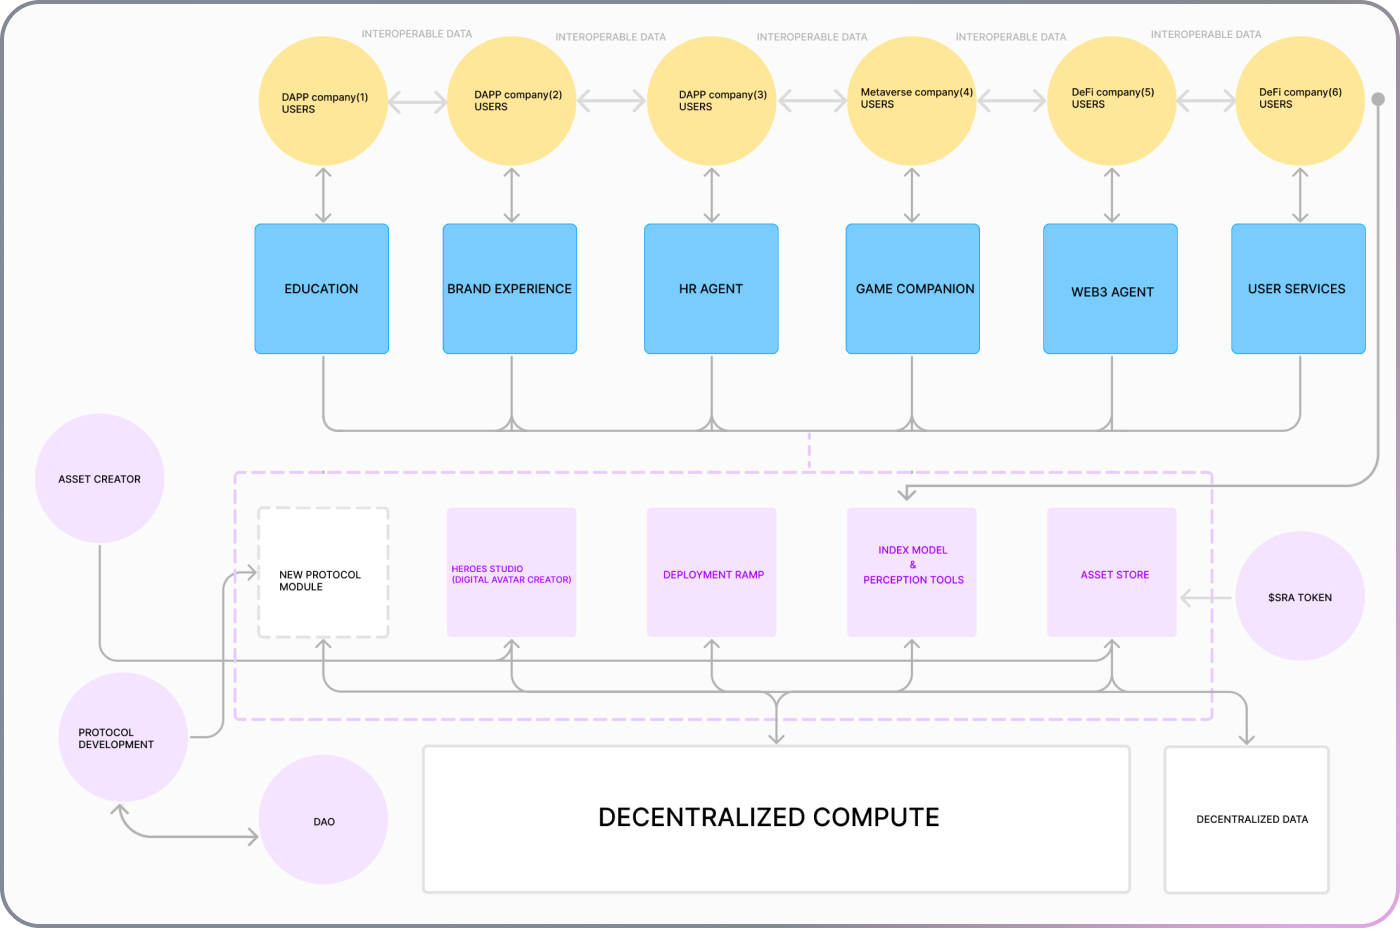 INTEROPERABLE DATA
INTEROPERABLE DATA
INTEROPERABLE DATA
INTEROPERABLE DATA
INTEROPERABLE DATA
DAPP company(1)
USERS
DAPP company(2)
USERS
DAPP company(3)
USERS
Metaverse company(4)
USERS
DeFi company(5)
USERS
DeFi company(6)
USERS
EDUCATION
BRAND EXPERIENCE
HR AGENT
GAME COMPANION
WEB3 AGENT
USER SERVICES
ASSET CREATOR
NEW PROTOCOL
MODULE
HEROES STUDIO
(DIGITAL AVATAR CREATOR)
DEPLOYMENT RAMP
INDEX MODEL
&
PERCEPTION TOOLS
ASSET STORE
$SRA TOKEN
PROTOCOL
DEVELOPMENT
DAO
DECENTRALIZED COMPUTE
DECENTRALIZED DATA